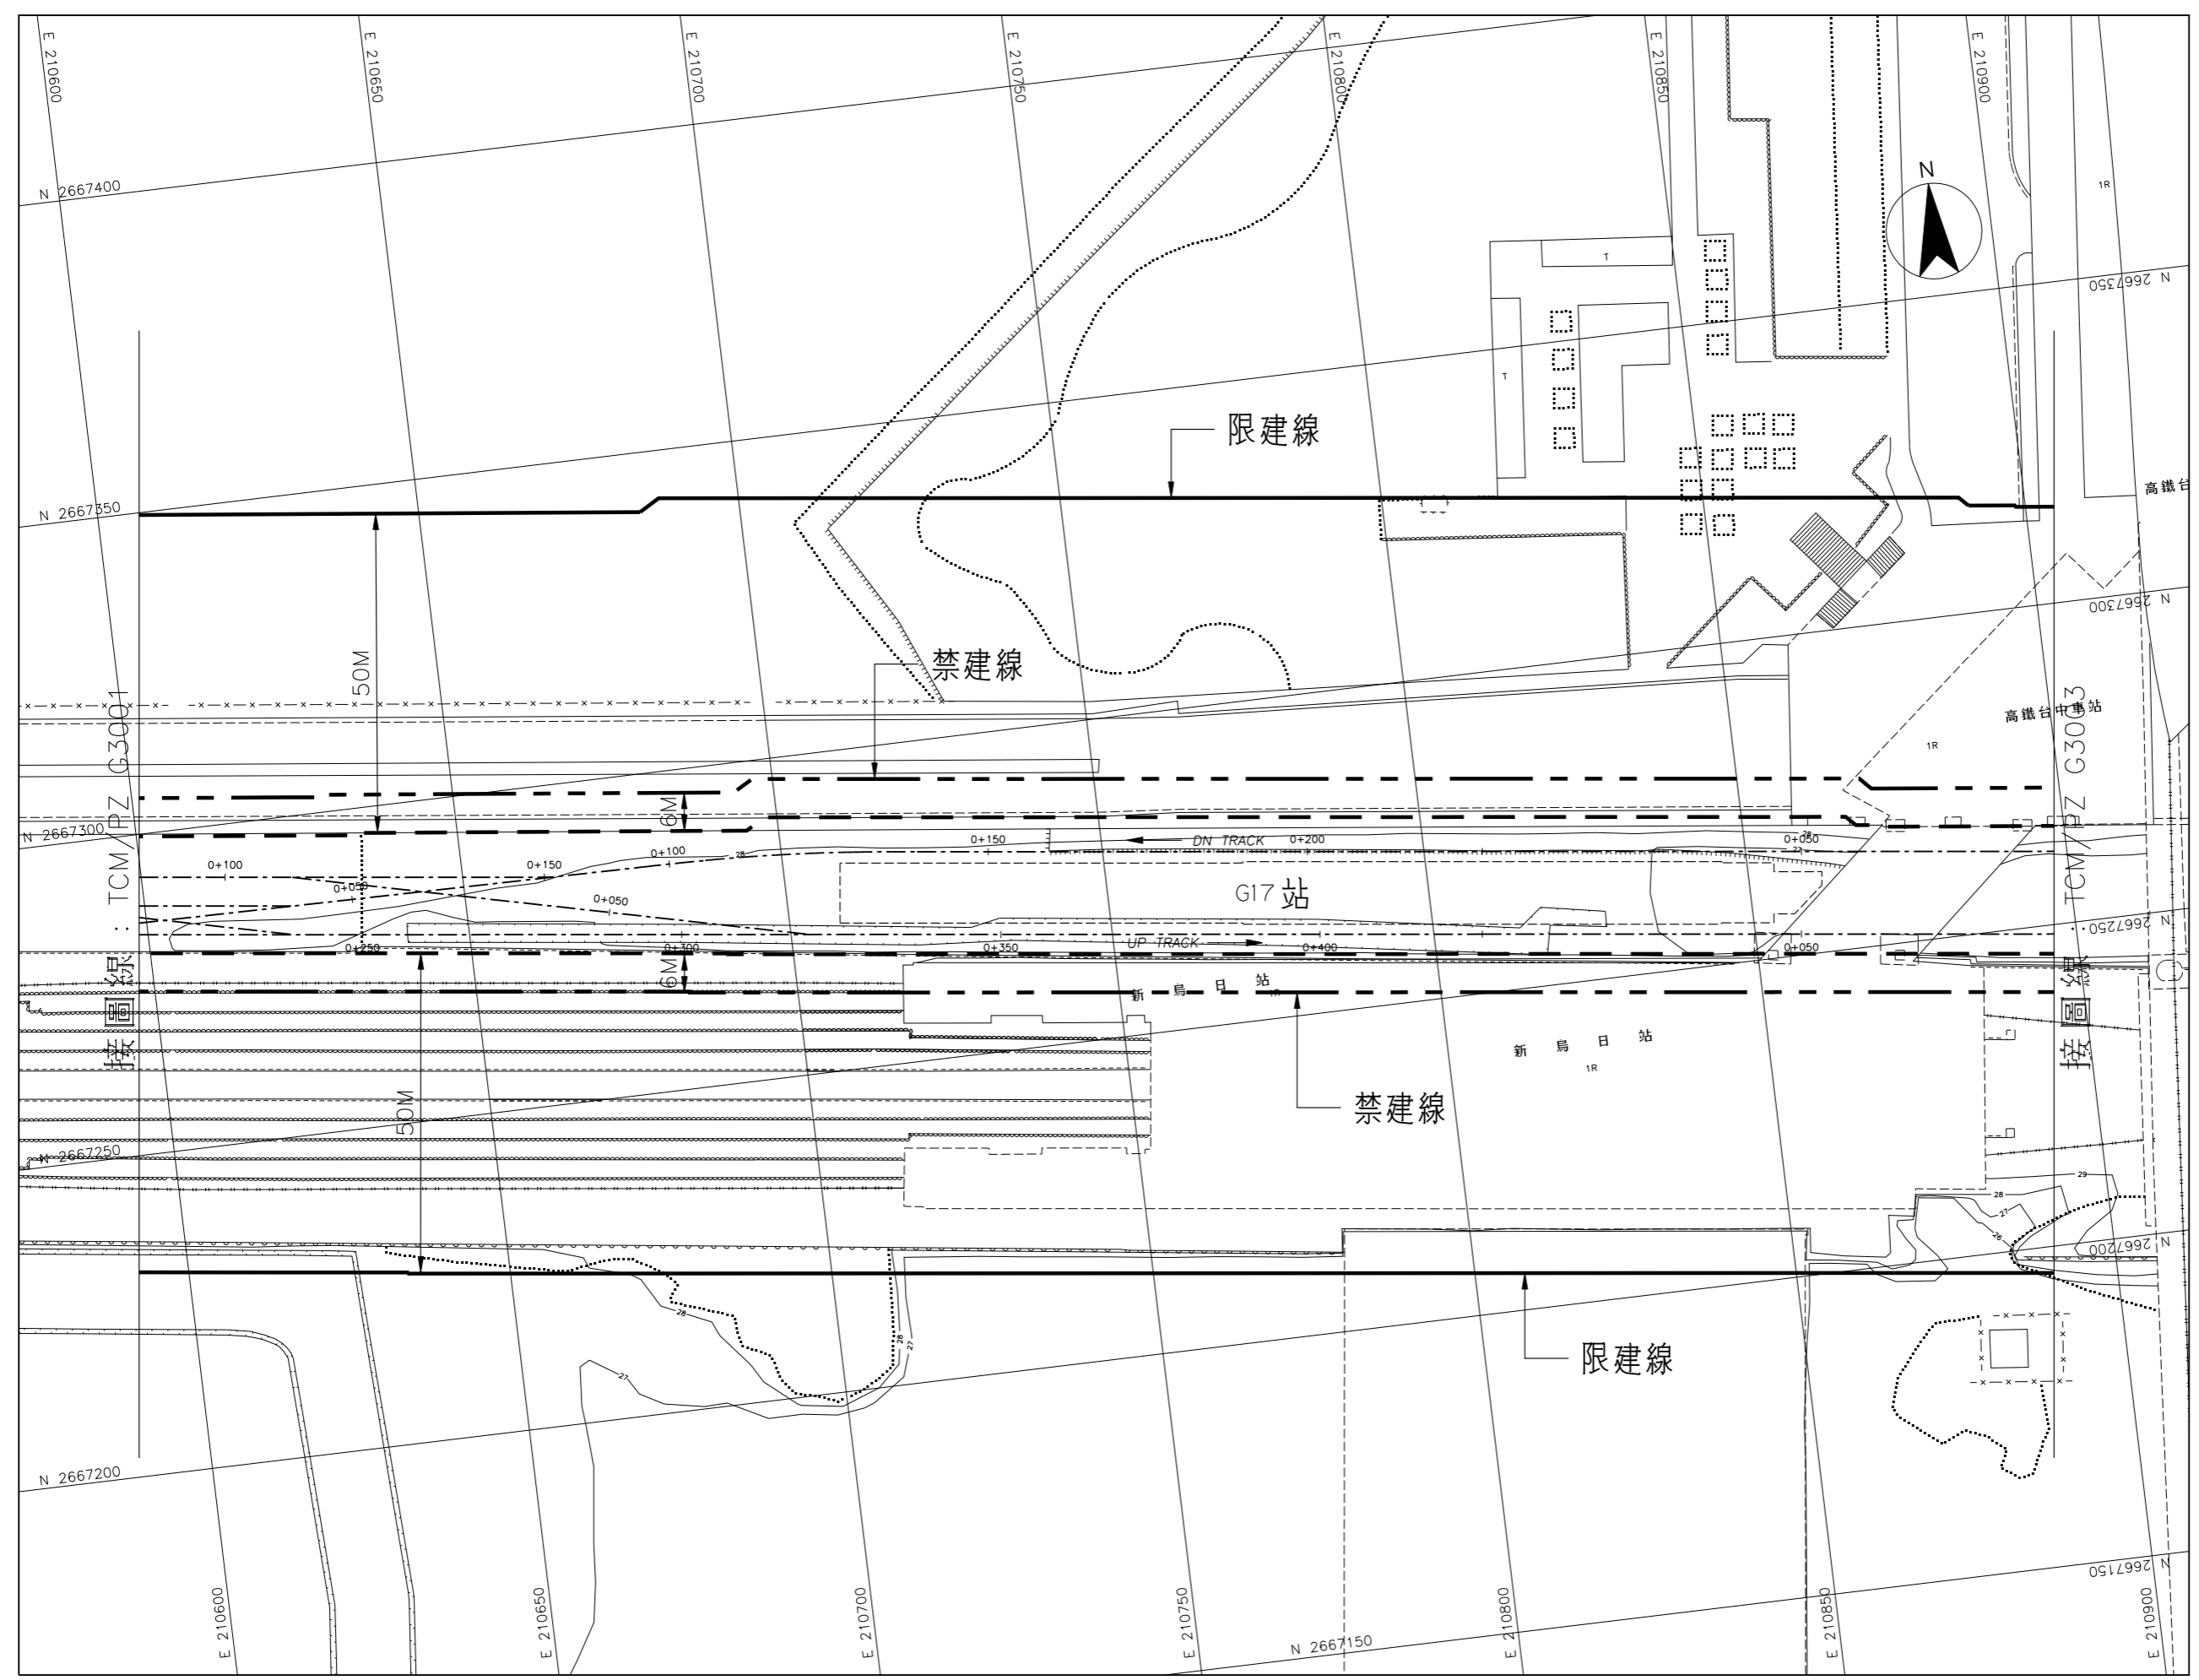 E 210600
E 210650
E 210700
E 210750
E 210800
E 210850
E 210900
N 2667400
N
1R
N 2667350
T
T
限建線
N 2667350
高鐵台
N 2667300
禁建線
50M
接圖線 : TCM/PZ G3001
高鐵台中車站
1R
接圖線 : TCM/PZ G3003
6M
N 2667300
DN TRACK
0+100
0+150
0+100
28
0+150
0+200
0+050
28
27
0+050
0+050
G17站
N 2667250
0+250
0+300
0+350
UP TRACK
0+400
0+050
6M
新烏日站
1R
新烏日站
1R
禁建線
50M
N 2667250
29
28
27
26
N 2667200
28
28
27
27
限建線
N 2667200
N 2667150
N 2667150
E 210600
E 210650
E 210700
E 210750
E 210800
E 210850
E 210900